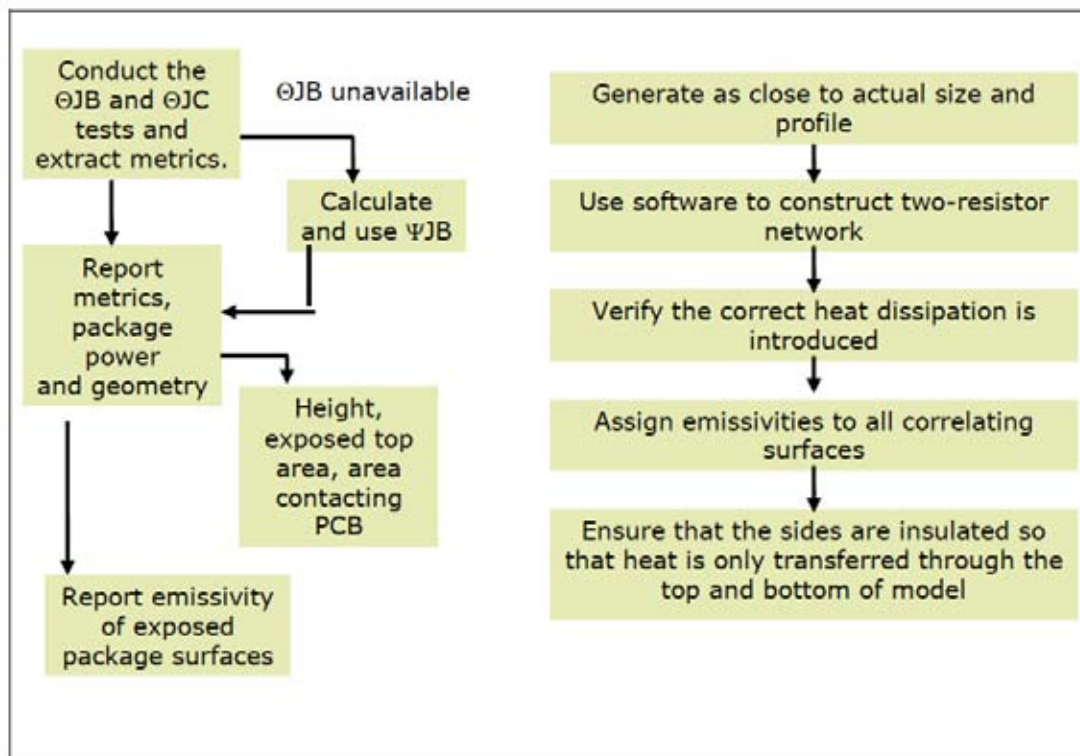 Conduct the
ΘJB and ΘJC
tests and
extract metrics.
ΘJB unavailable
Calculate
and use ΨJB
Report
metrics,
package
power
and geometry
Height,
exposed top
area, area
contacting
PCB
Report emissivity
of exposed
package surfaces
Generate as close to actual size and
profile
Use software to construct two-resistor
network
Verify the correct heat dissipation is
introduced
Assign emissivities to all correlating
surfaces
Ensure that the sides are insulated so
that heat is only transferred through the
top and bottom of model